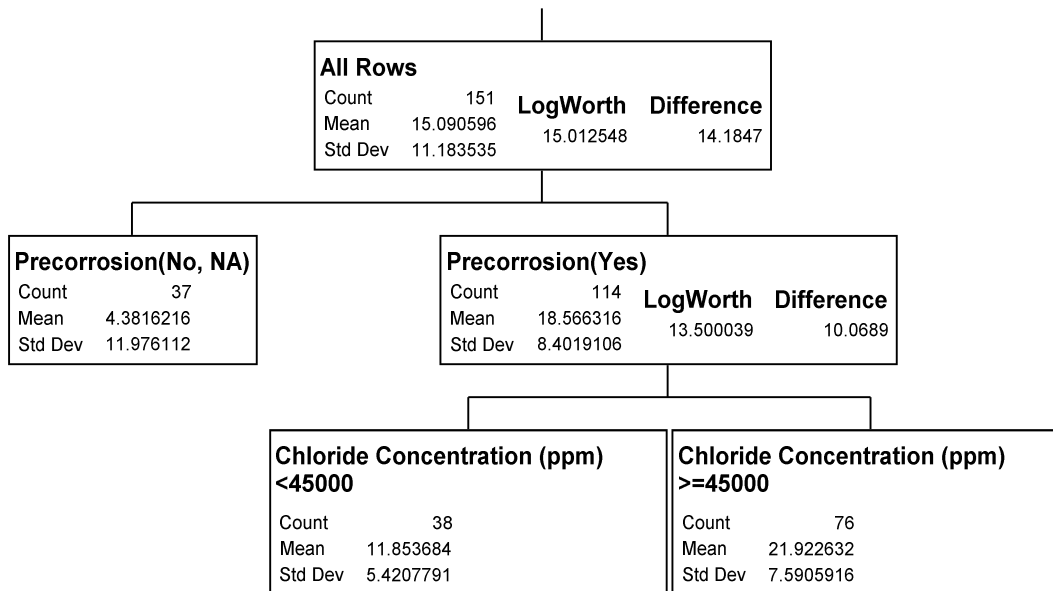 All Rows
Count 151
Mean 15.090596
Std Dev 11.183535
LogWorth Difference
15.012548 14.1847
Precorrosion(No, NA)
Count 37
Mean 4.3816216
Std Dev 11.976112
Precorrosion(Yes)
Count 114
Mean 18.566316
Std Dev 8.4019106
LogWorth Difference
13.500039 10.0689
Chloride Concentration (ppm)
<45000
Count 38
Mean 11.853684
Std Dev 5.4207791
Chloride Concentration (ppm)
>=45000
Count 76
Mean 21.922632
Std Dev 7.5905916